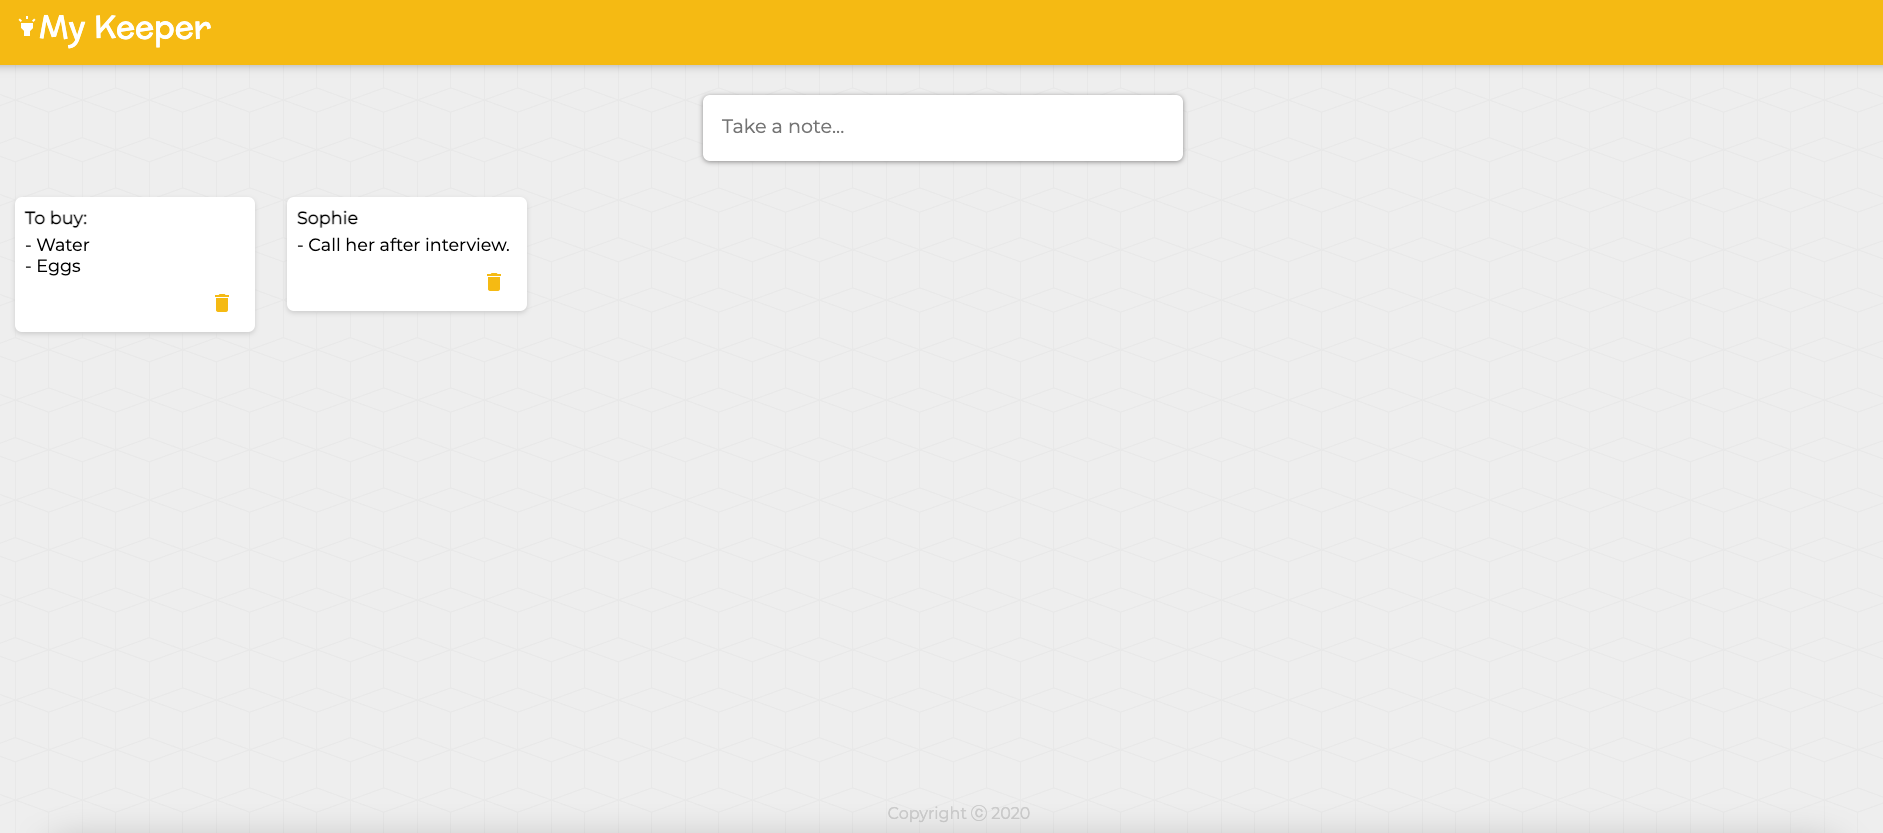 My Keeper
Take a note...
To buy:
- Water
- Eggs
Sophie
- Call her after interview.
Copyright ⓒ 2020